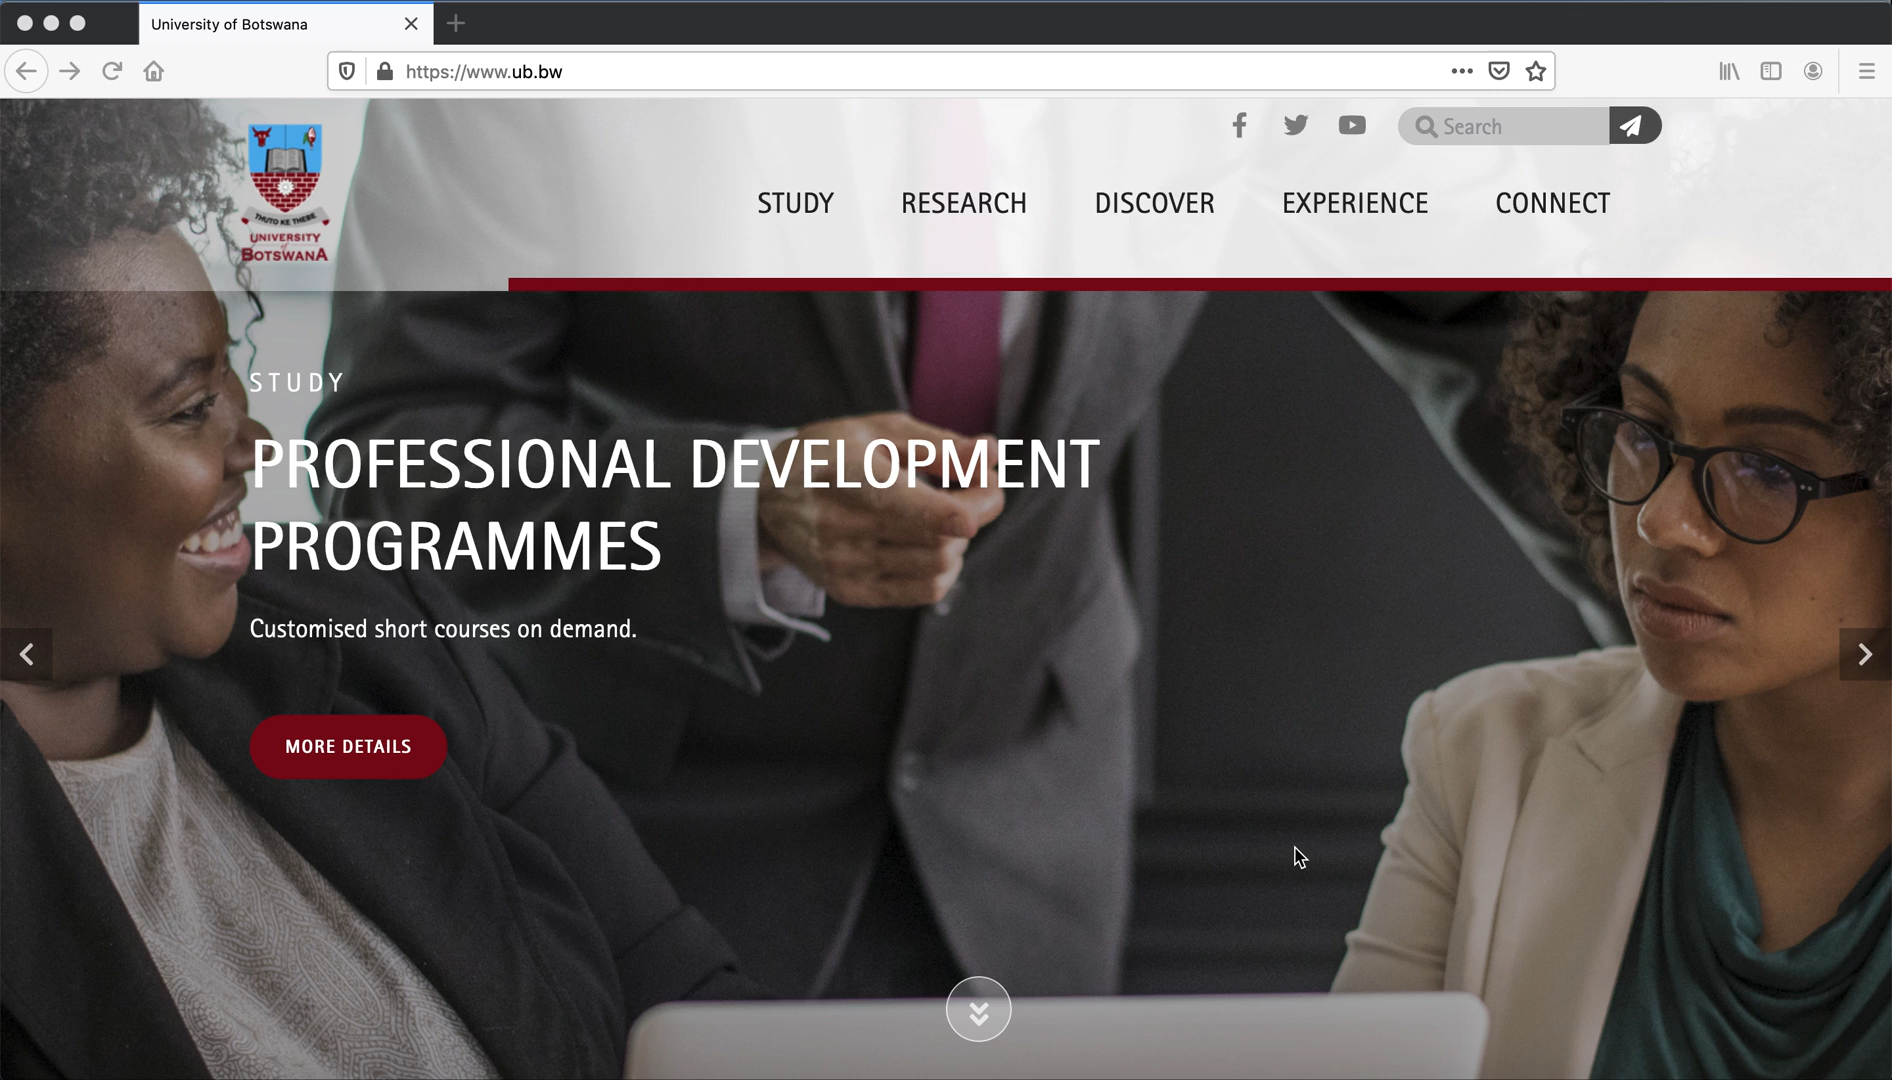 University of Botswana
https://www.ub.bw
Search
THUTO KE THEBE
UNIVERSITY
of
BOTSWANA
STUDY
RESEARCH
DISCOVER
EXPERIENCE
CONNECT
STUDY
PROFESSIONAL DEVELOPMENT
PROGRAMMES
Customised short courses on demand.
MORE DETAILS